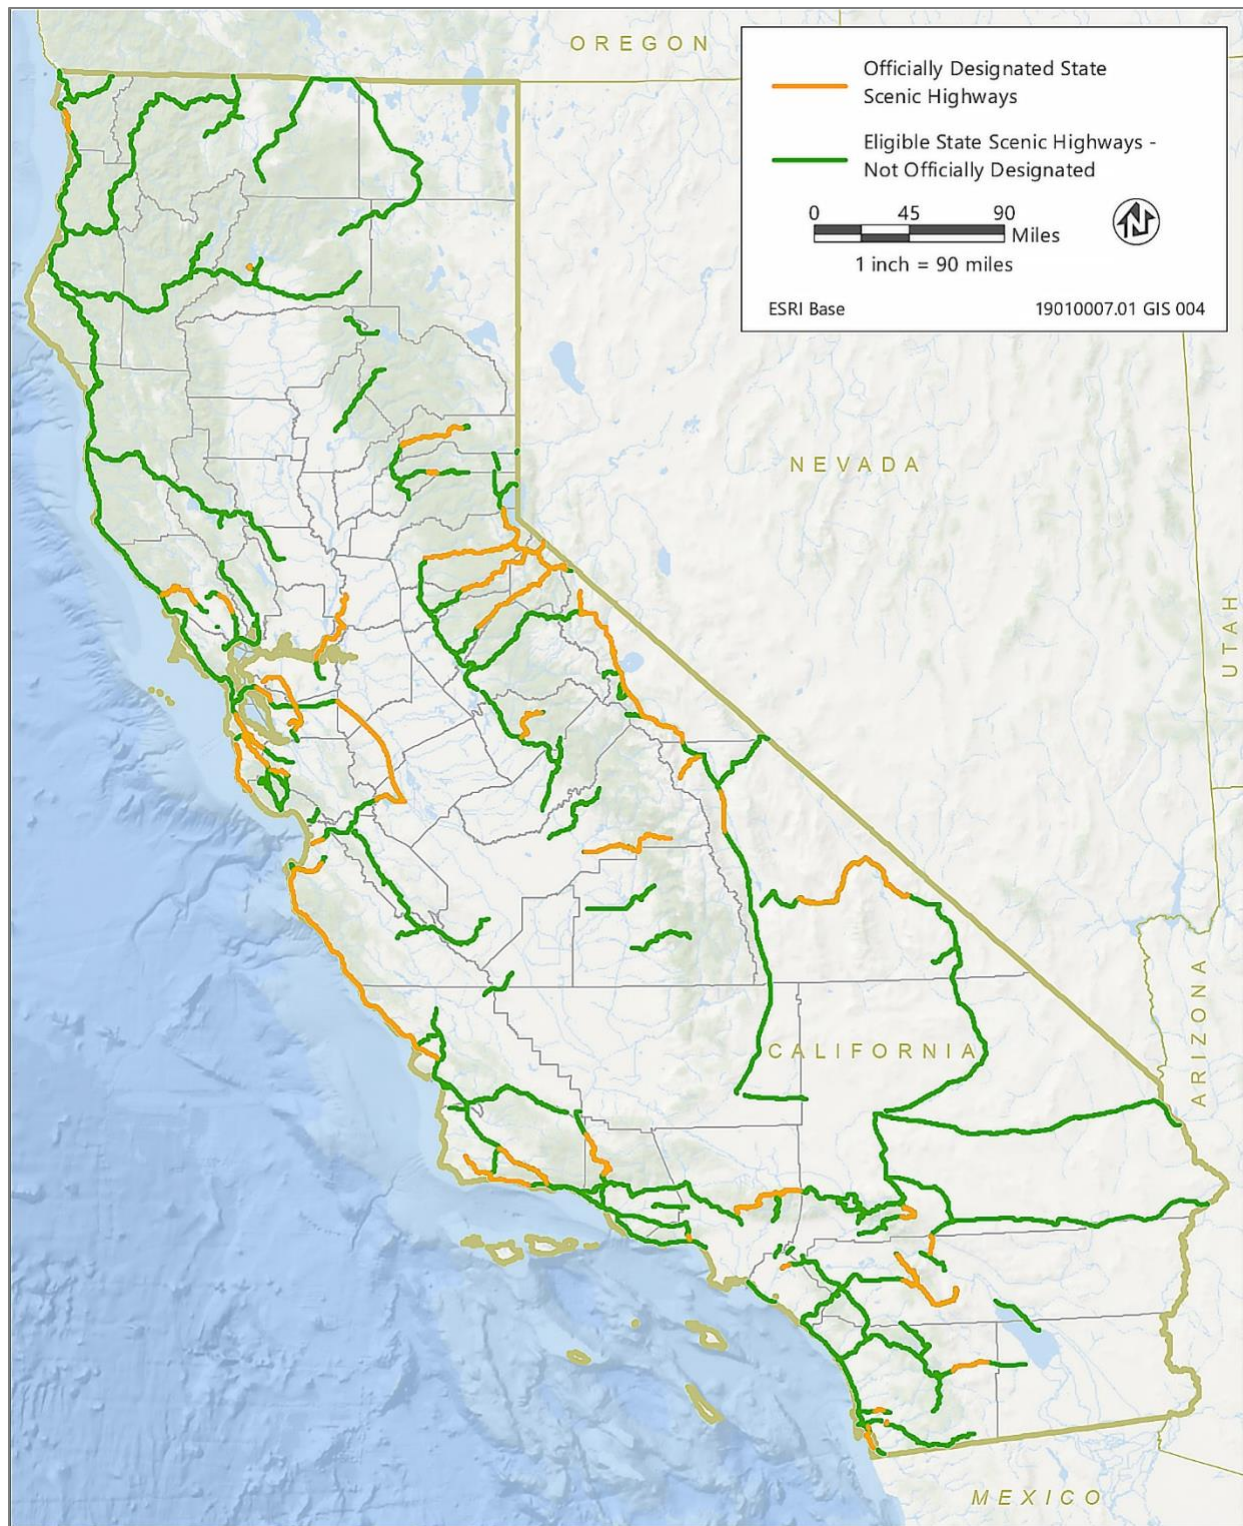 OREGON
Officially Designated State
Scenic Highways
Eligible State Scenic Highways -
Not Officially Designated
0 45 90
Miles
N
1 inch = 90 miles
ESRI Base 19010007.01 GIS 004
NEVADA
UTAH
CALIFORNIA
ARIZONA
MEXICO